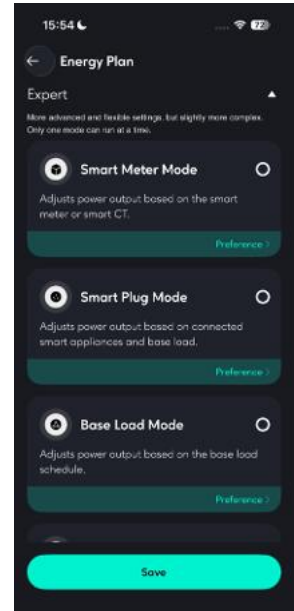 15:54
72
Energy Plan
Expert
More advanced and flexible settings, but slightly more complex.
Only one mode can run at a time.
Smart Meter Mode
Adjusts power output based on the smart
meter or smart CT.
Preference >
Smart Plug Mode
Adjusts power output based on connected
smart appliances and base load.
Preference >
Base Load Mode
Adjusts power output based on the base load
schedule.
Preference >
Save